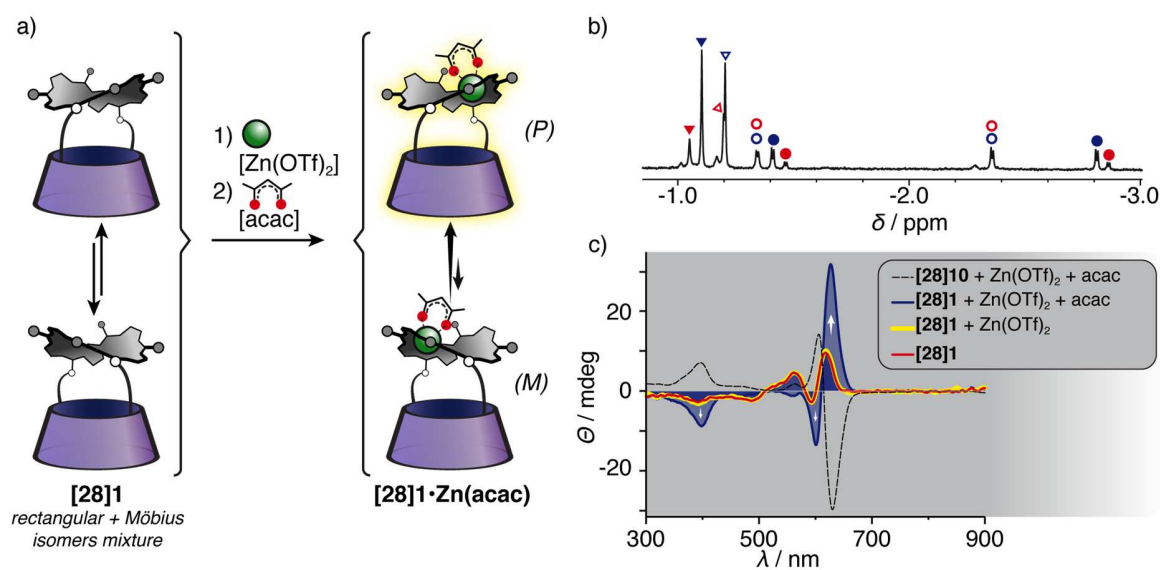 a)
1)
[Zn(OTf)2]
2)
[acac]
(P)
(M)
[28]1
rectangular + Möbius
isomers mixture
[28]1•Zn(acac)
b)
-1.0
-2.0
-3.0
δ / ppm
c)
[28]10 + Zn(OTf)2 + acac
[28]1 + Zn(OTf)2 + acac
[28]1 + Zn(OTf)2
[28]1
Θ / mdeg
20
0
-20
300
500
700
900
λ / nm